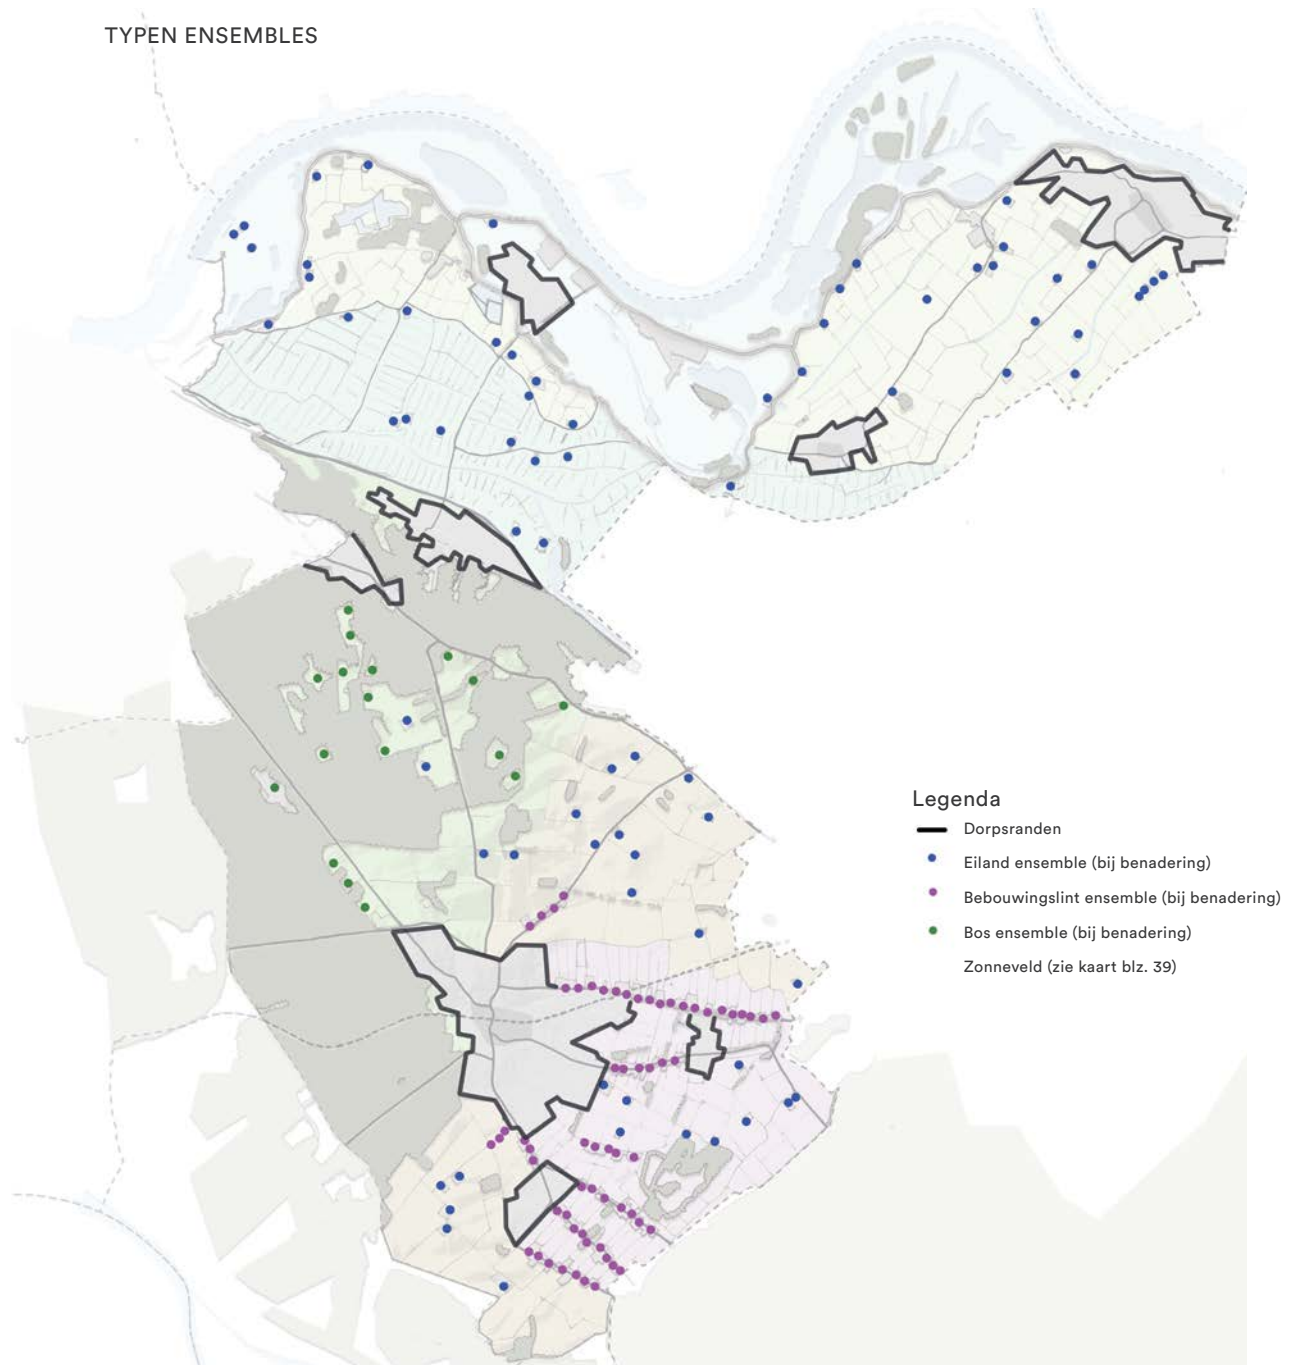 TYPEN ENSEMBLES
Legenda
Dorpsranden
Eiland ensemble (bij benadering)
Bebouwingslint ensemble (bij benadering)
Bos ensemble (bij benadering)
Zonneveld (zie kaart blz. 39)